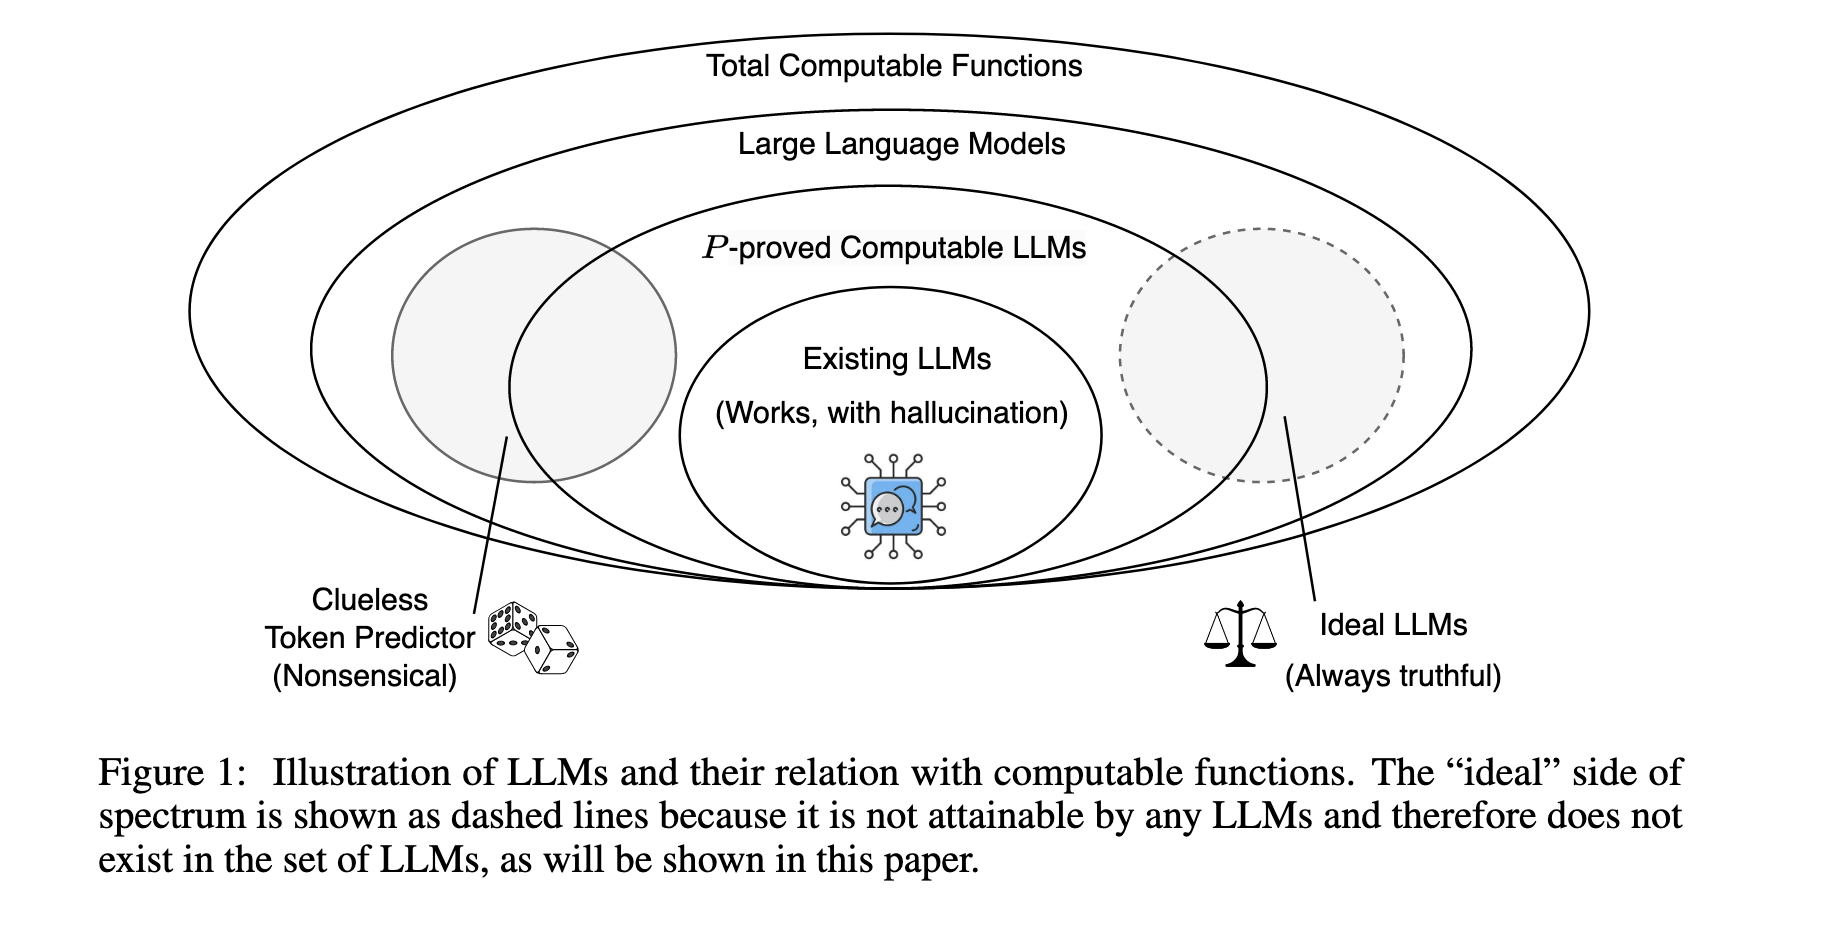 Total Computable Functions
Large Language Models
P-proved Computable LLMs
Existing LLMs
(Works, with hallucination)
Clueless
Token Predictor
(Nonsensical)
Ideal LLMs
(Always truthful)
Figure 1: Illustration of LLMs and their relation with computable functions. The “ideal” side of
spectrum is shown as dashed lines because it is not attainable by any LLMs and therefore does not
exist in the set of LLMs, as will be shown in this paper.